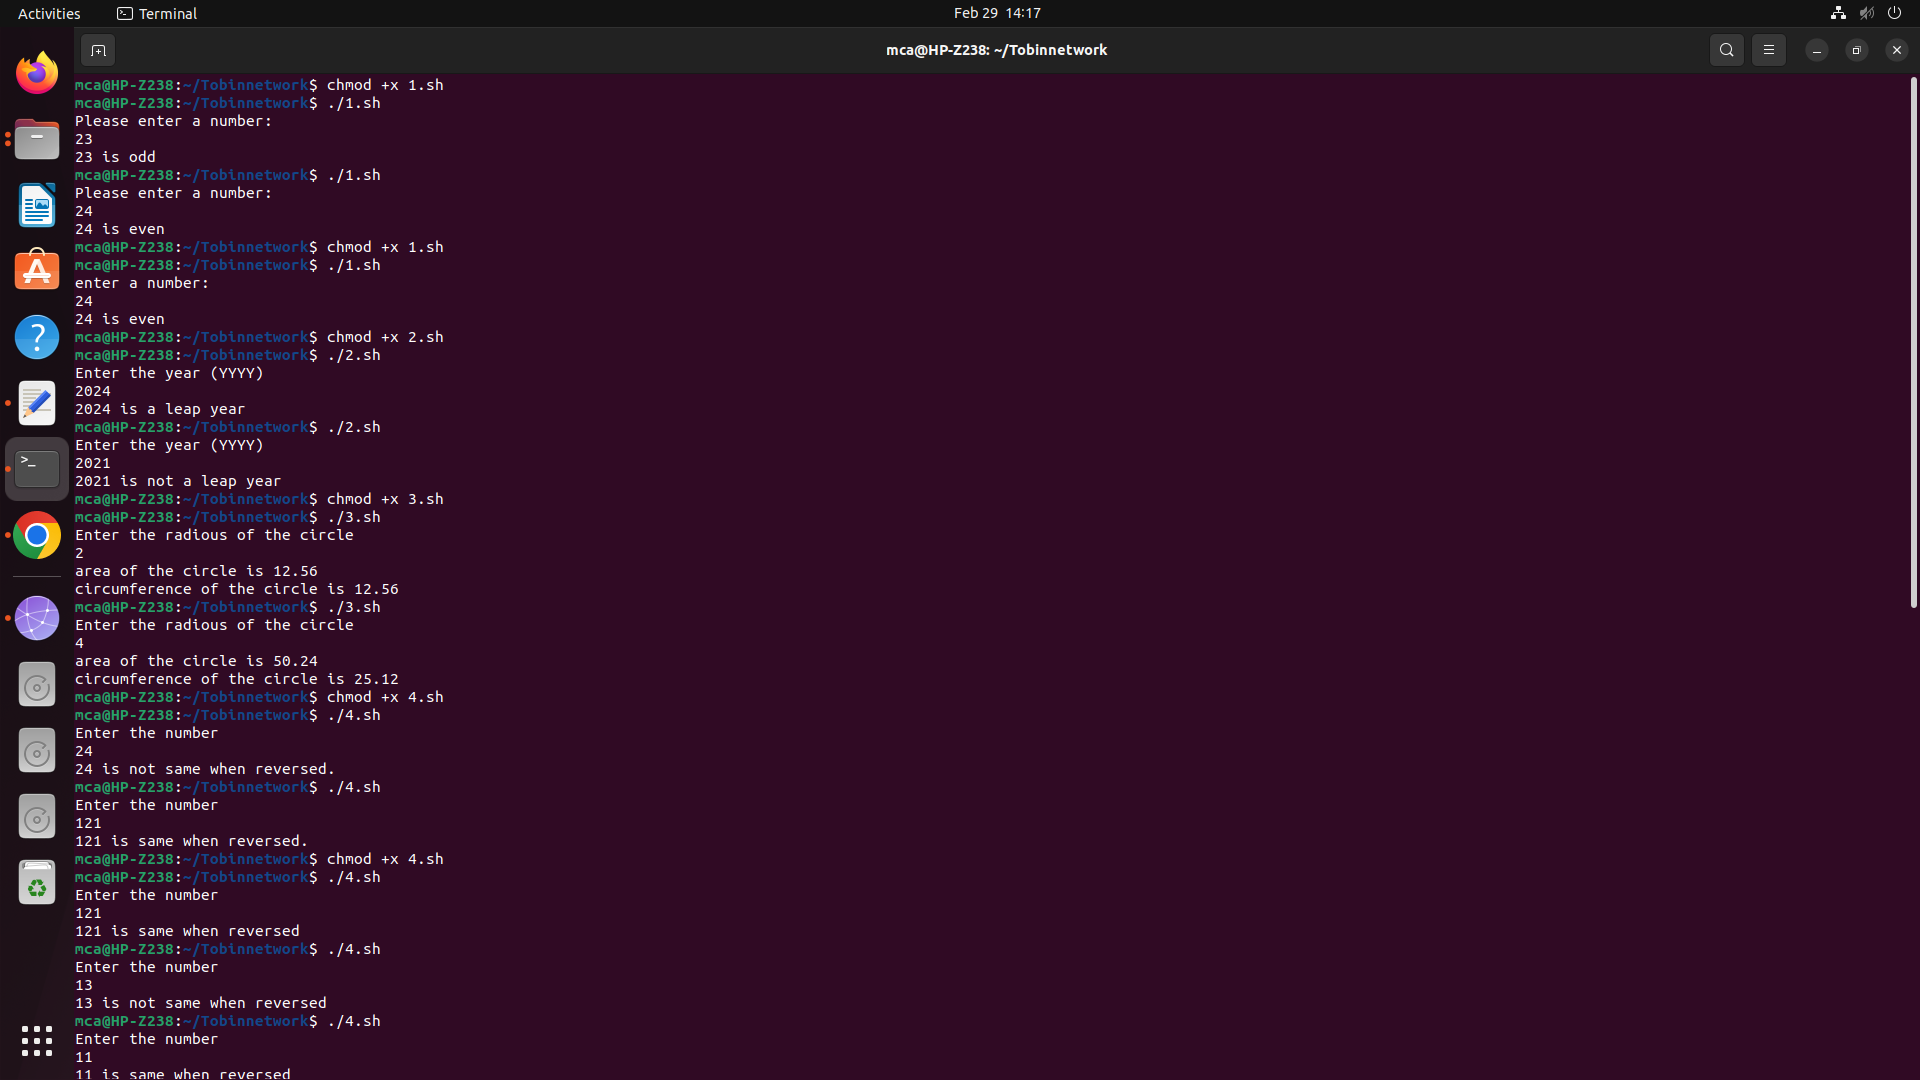 Activities
Terminal
Feb 29 14:17
mca@HP-Z238: ~/Tobinnetwork
mca@HP-Z238:~/Tobinnetwork$ chmod +x 1.sh
mca@HP-Z238:~/Tobinnetwork$ ./1.sh
Please enter a number:
23
23 is odd
mca@HP-Z238:~/Tobinnetwork$ ./1.sh
Please enter a number:
24
24 is even
mca@HP-Z238:~/Tobinnetwork$ chmod +x 1.sh
mca@HP-Z238:~/Tobinnetwork$ ./1.sh
enter a number:
24
24 is even
mca@HP-Z238:~/Tobinnetwork$ chmod +x 2.sh
mca@HP-Z238:~/Tobinnetwork$ ./2.sh
Enter the year (YYYY)
2024
2024 is a leap year
mca@HP-Z238:~/Tobinnetwork$ ./2.sh
Enter the year (YYYY)
2021
2021 is not a leap year
mca@HP-Z238:~/Tobinnetwork$ chmod +x 3.sh
mca@HP-Z238:~/Tobinnetwork$ ./3.sh
Enter the radious of the circle
2
area of the circle is 12.56
circumference of the circle is 12.56
mca@HP-Z238:~/Tobinnetwork$ ./3.sh
Enter the radious of the circle
4
area of the circle is 50.24
circumference of the circle is 25.12
mca@HP-Z238:~/Tobinnetwork$ chmod +x 4.sh
mca@HP-Z238:~/Tobinnetwork$ ./4.sh
Enter the number
24
24 is not same when reversed.
mca@HP-Z238:~/Tobinnetwork$ ./4.sh
Enter the number
121
121 is same when reversed.
mca@HP-Z238:~/Tobinnetwork$ chmod +x 4.sh
mca@HP-Z238:~/Tobinnetwork$ ./4.sh
Enter the number
121
121 is same when reversed
mca@HP-Z238:~/Tobinnetwork$ ./4.sh
Enter the number
13
13 is not same when reversed
mca@HP-Z238:~/Tobinnetwork$ ./4.sh
Enter the number
11
11 is same when reversed